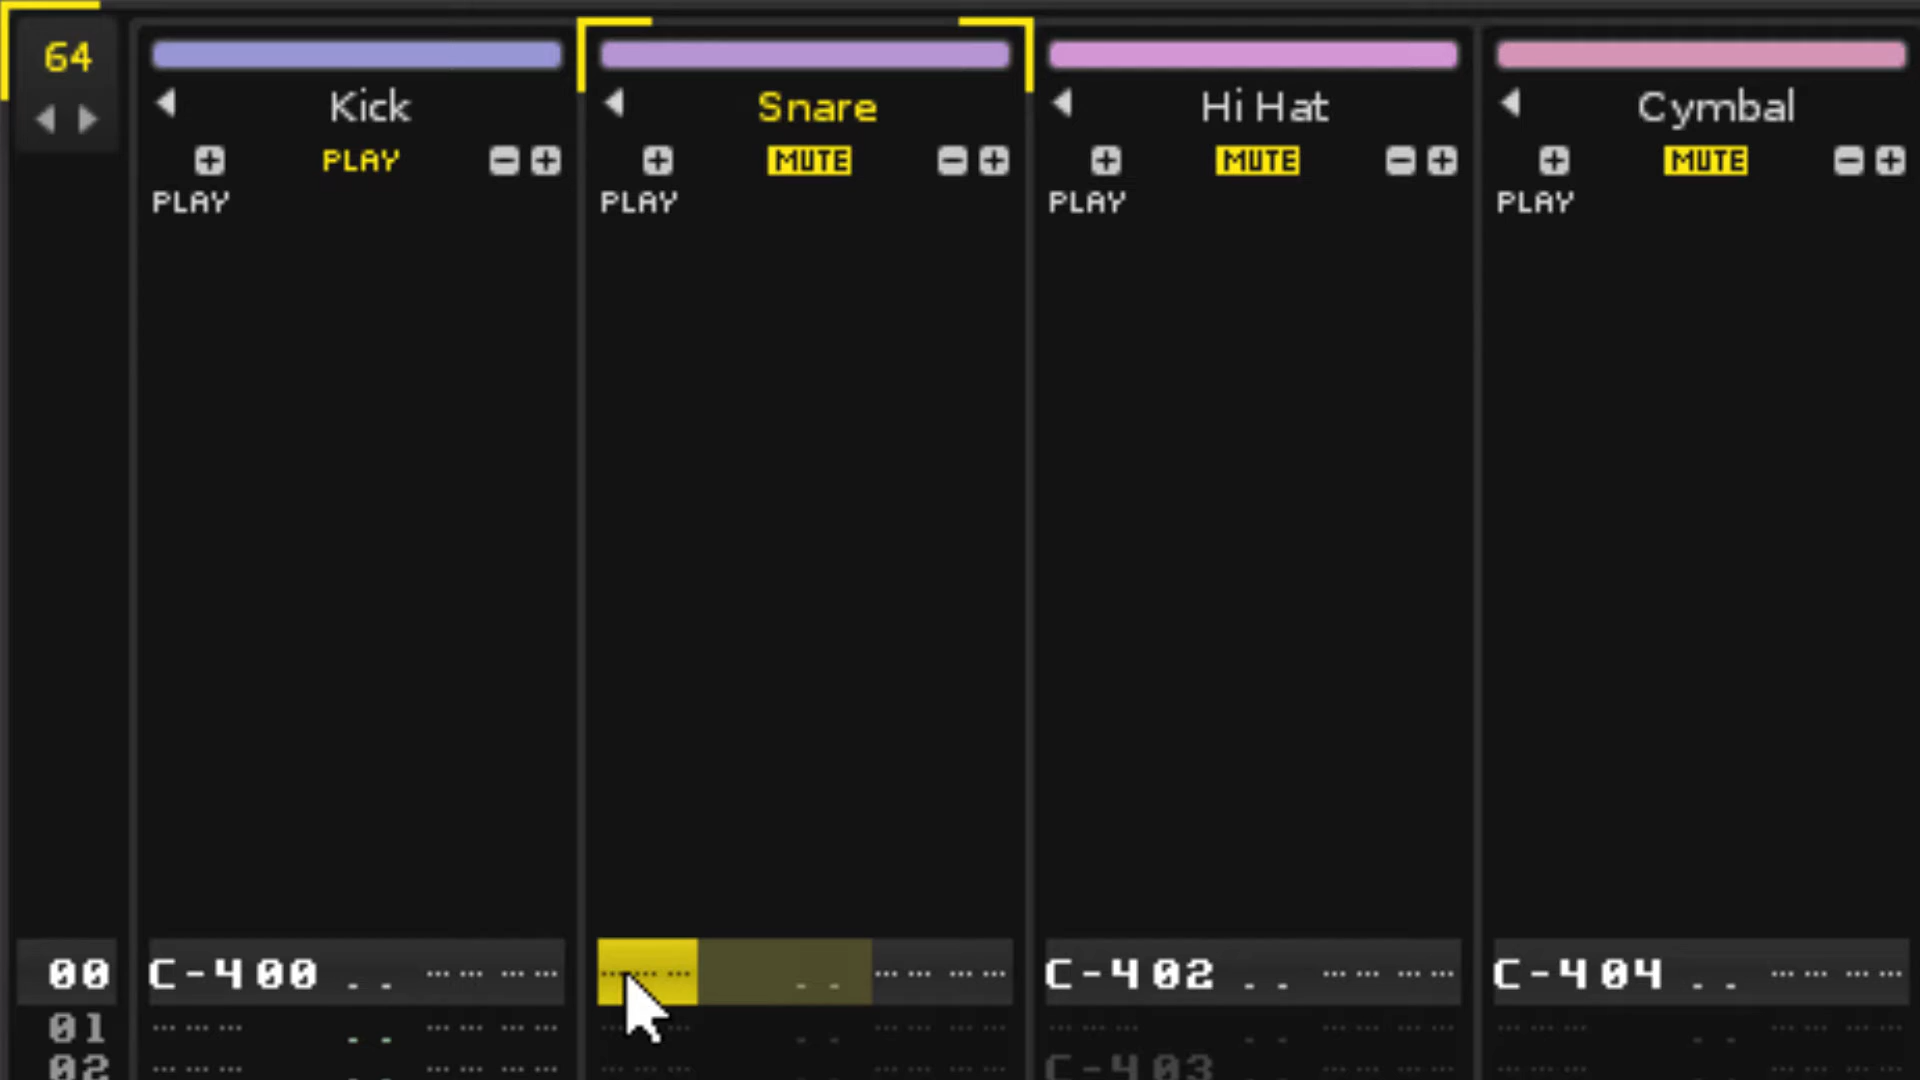 64
Kick Snare Hi Hat Cymbal
PLAY MUTE MUTE MUTE
PLAY PLAY PLAY PLAY
00 C-400 C-402 C-404
01
02 C-403